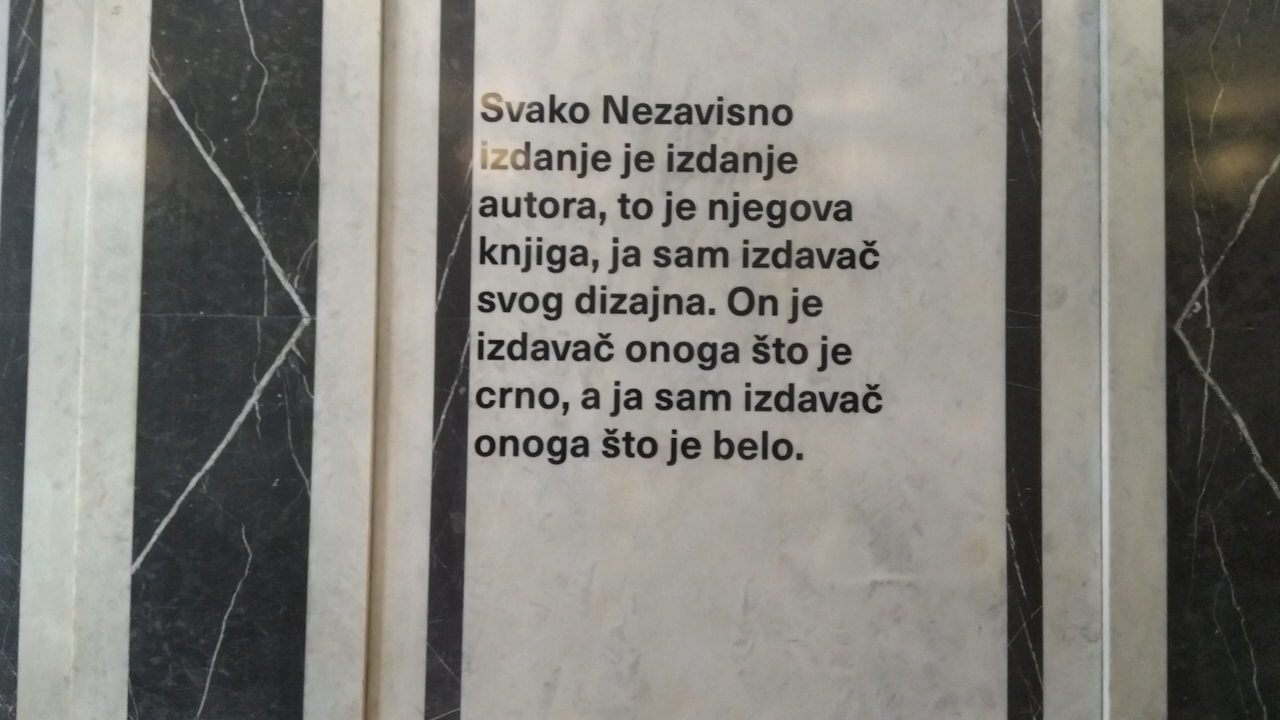 Svako Nezavisno
izdanje je izdanje
autora, to je njegova
knjiga, ja sam izdavač
svog dizajna. On je
izdavač onoga što je
crno, a ja sam izdavač
onoga što je belo.